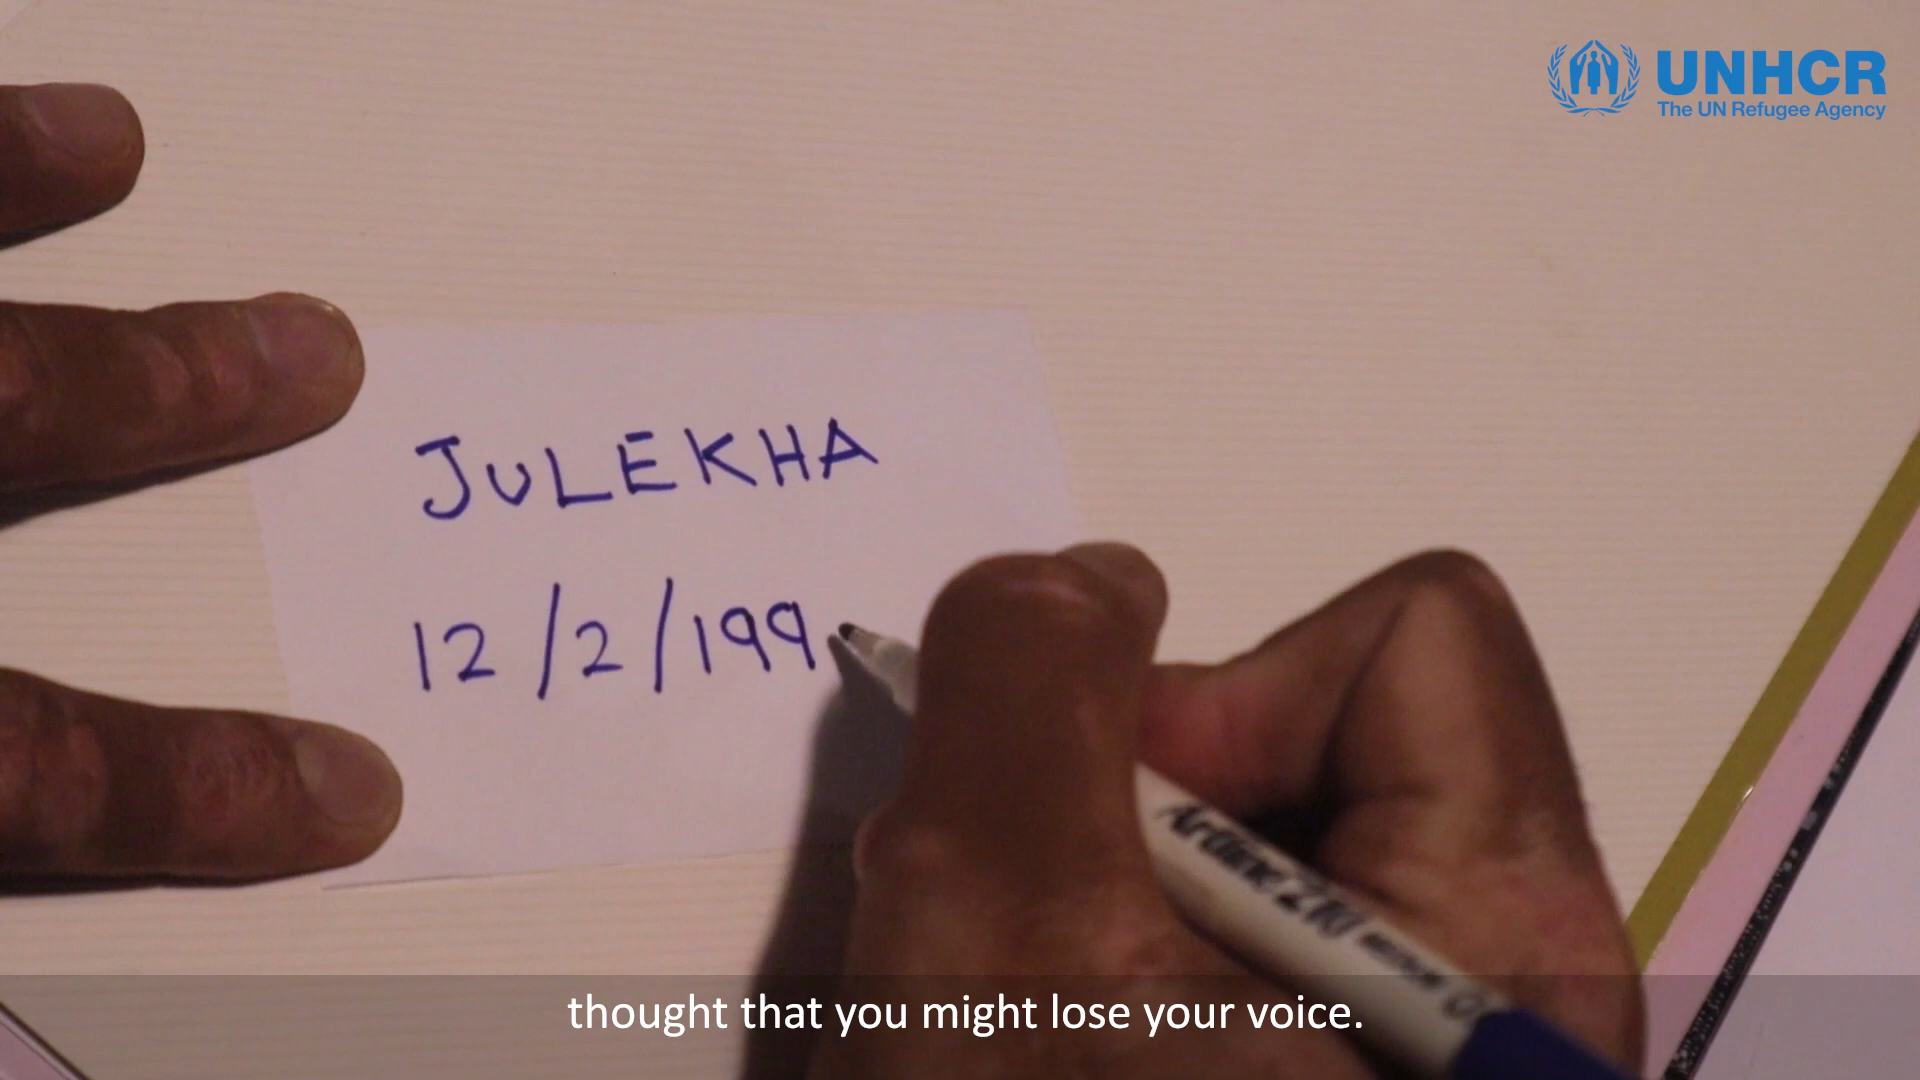 UNHCR
The UN Refugee Agency
JULEKHA
12/2/199
Artline 210
thought that you might lose your voice.